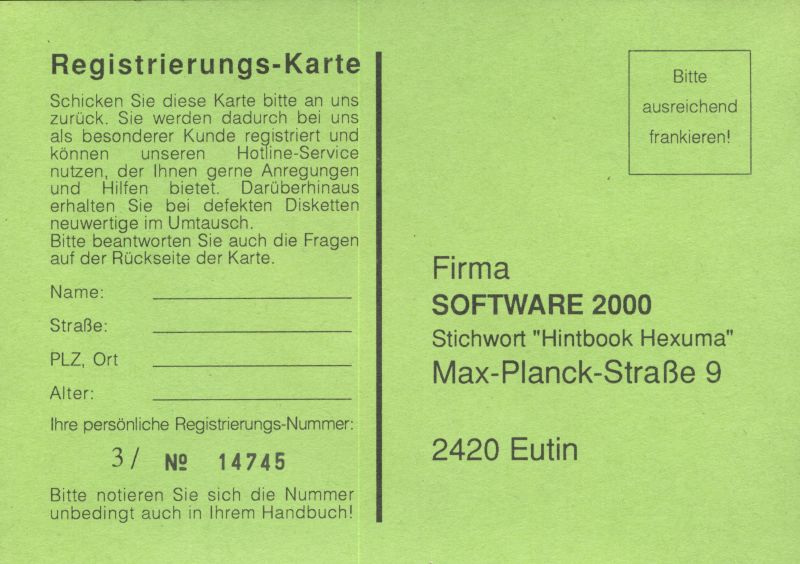 Registrierungs-Karte
Schicken Sie diese Karte bitte an uns
zurück. Sie werden dadurch bei uns
als besonderer Kunde registriert und
können unseren Hotline-Service
nutzen, der Ihnen gerne Anregungen
und Hilfen bietet. Darüberhinaus
erhalten Sie bei defekten Disketten
neuwertige im Umtausch.
Bitte beantworten Sie auch die Fragen
auf der Rückseite der Karte.
Name:
Straße:
PLZ, Ort
Alter:
Ihre persönliche Registrierungs-Nummer:
3/ Nº 14745
Bitte notieren Sie sich die Nummer
unbedingt auch in Ihrem Handbuch!
Bitte
ausreichend
frankieren!
Firma
SOFTWARE 2000
Stichwort "Hintbook Hexuma"
Max-Planck-Straße 9
2420 Eutin